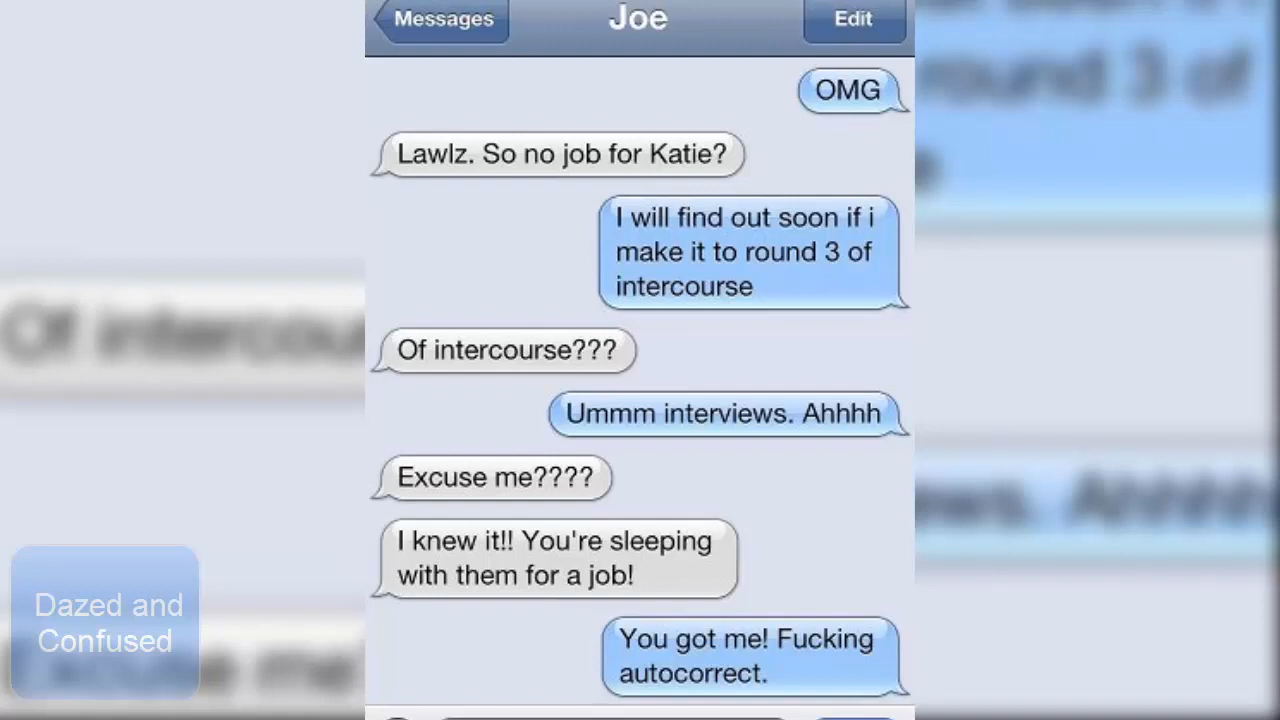 Messages
Joe
Edit
OMG
Lawlz. So no job for Katie?
I will find out soon if i
make it to round 3 of
intercourse
Of intercourse???
Ummm interviews. Ahhhh
Excuse me????
I knew it!! You're sleeping
with them for a job!
You got me! Fucking
autocorrect.
Dazed and
Confused